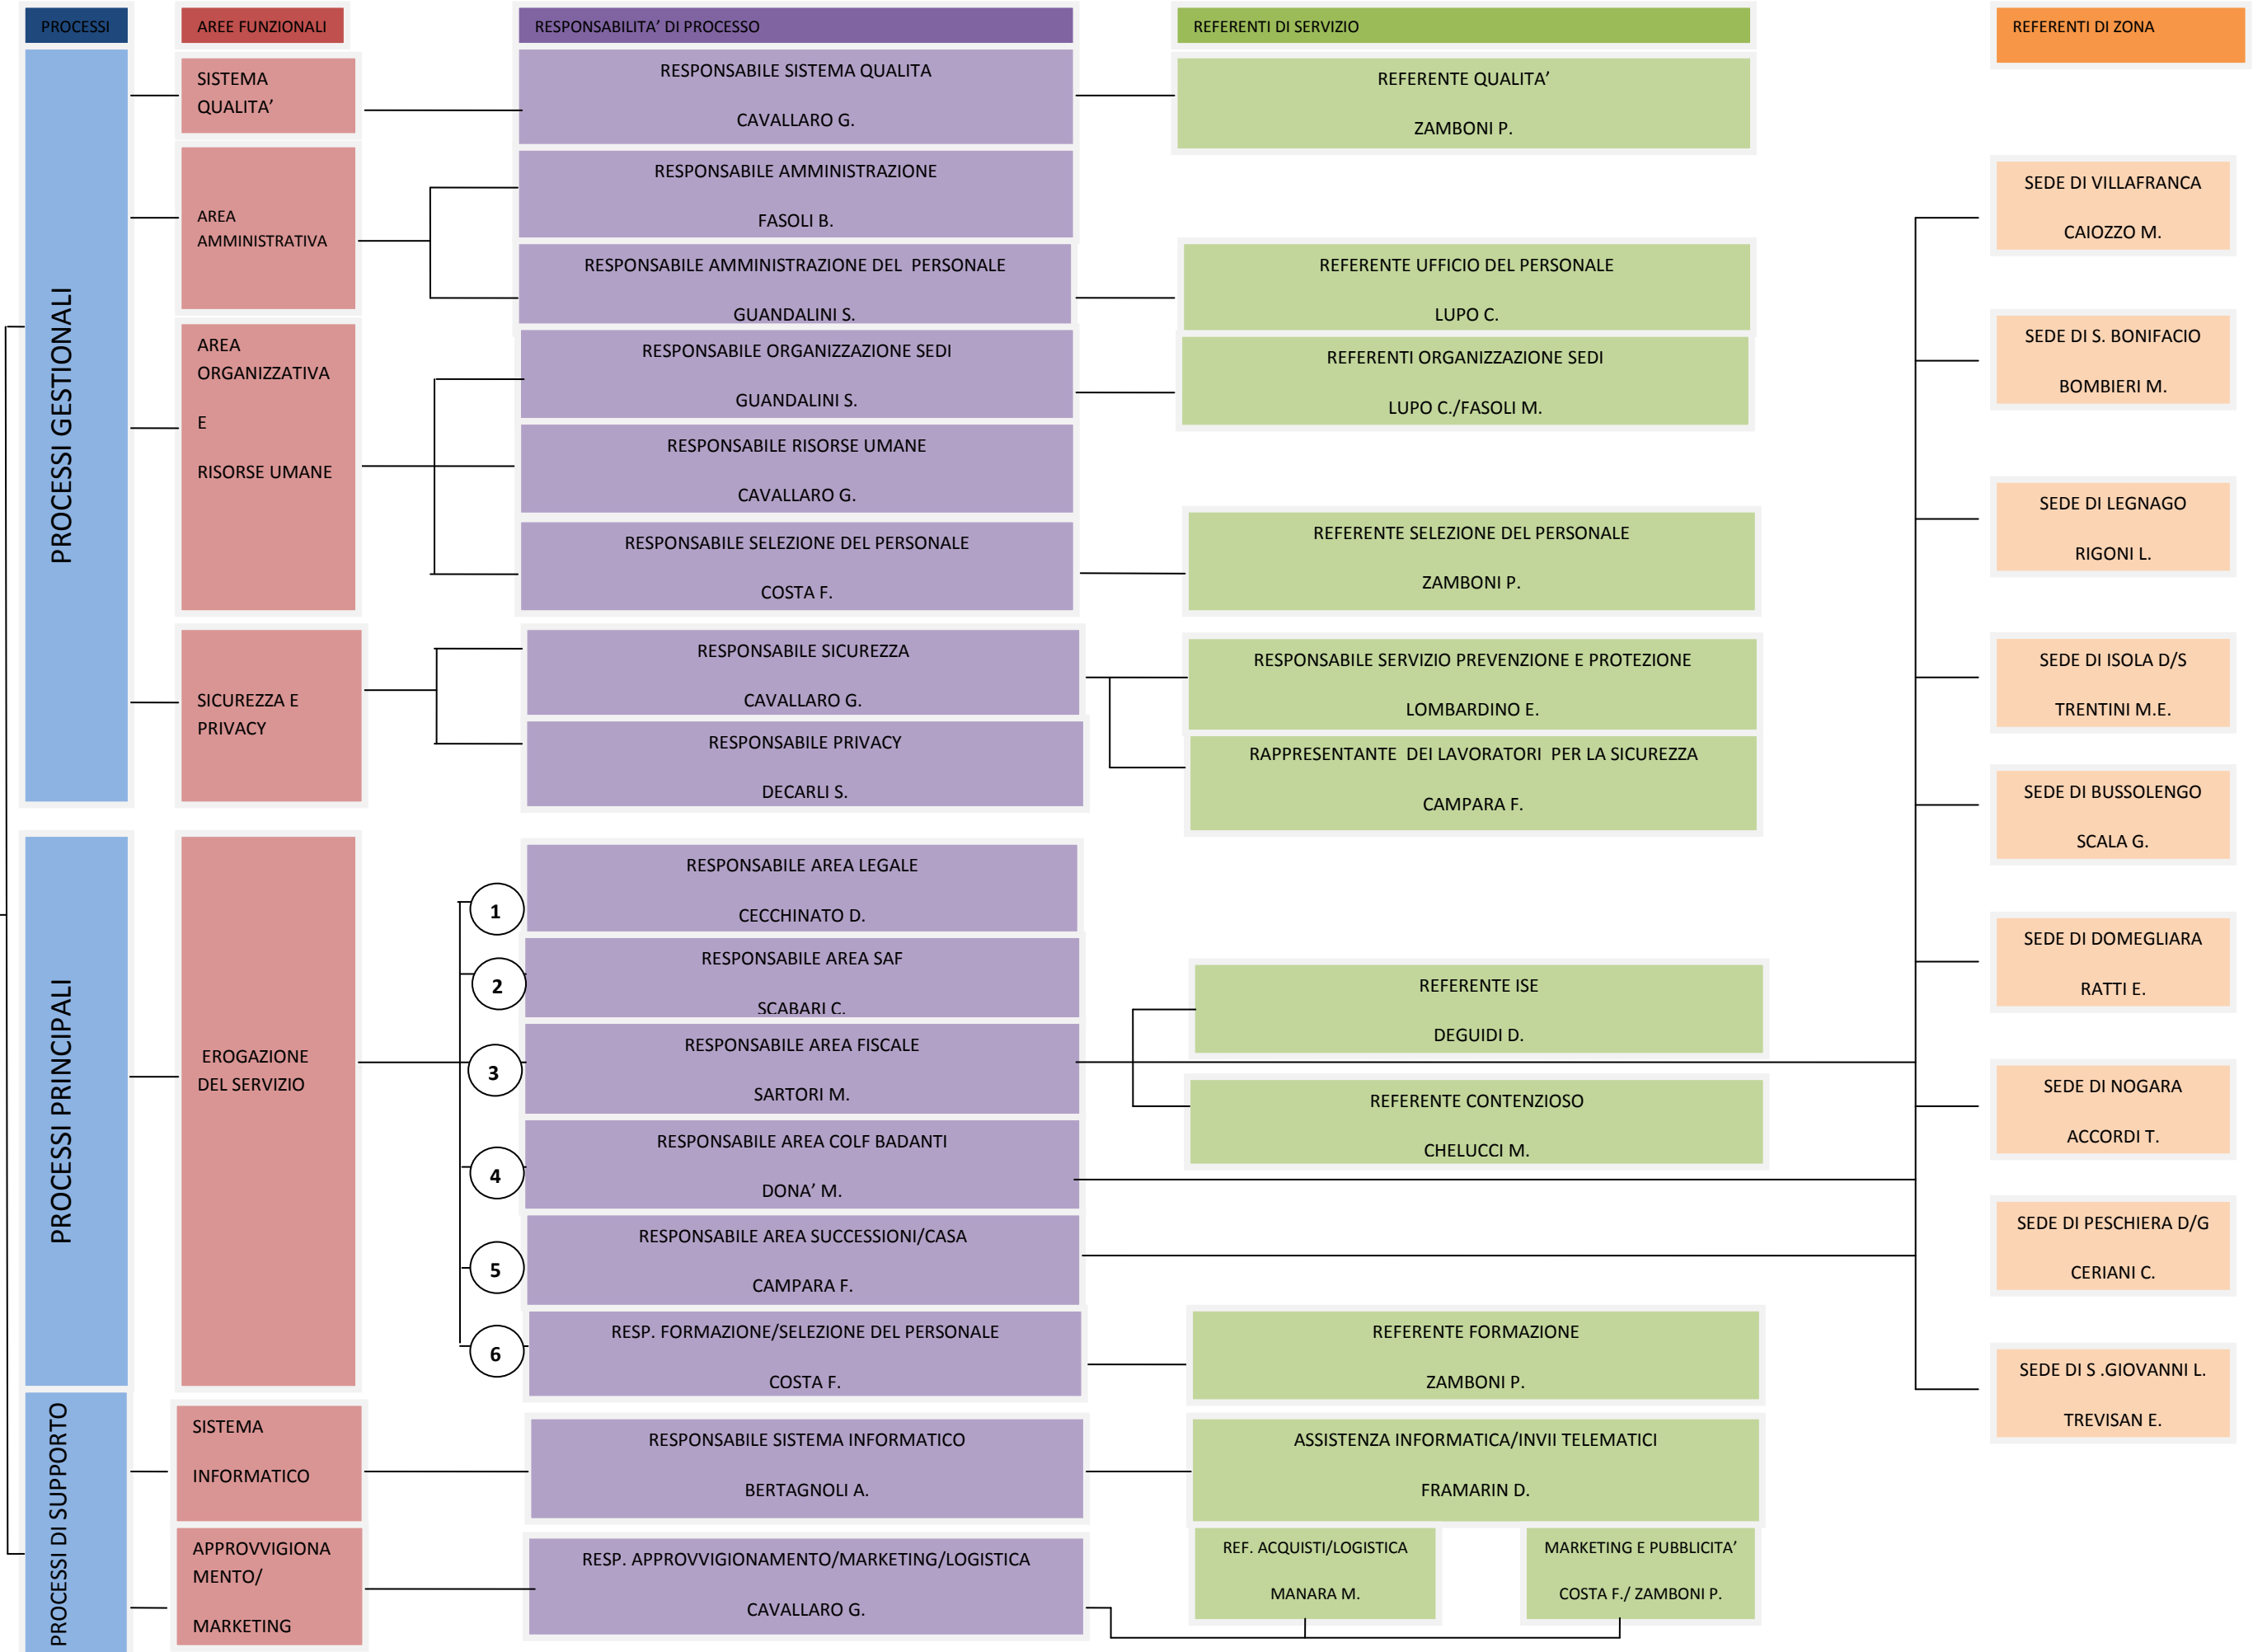 PROCESSI
AREE FUNZIONALI
RESPONSABILITA’ DI PROCESSO
REFERENTI DI SERVIZIO
REFERENTI DI ZONA
PROCESSI GESTIONALI
SISTEMA
QUALITA’
RESPONSABILE SISTEMA QUALITA
CAVALLARO G.
REFERENTE QUALITA’
ZAMBONI P.
AREA
AMMINISTRATIVA
RESPONSABILE AMMINISTRAZIONE
FASOLI B.
RESPONSABILE AMMINISTRAZIONE DEL PERSONALE
GUANDALINI S.
REFERENTE UFFICIO DEL PERSONALE
LUPO C.
AREA
ORGANIZZATIVA
E
RISORSE UMANE
RESPONSABILE ORGANIZZAZIONE SEDI
GUANDALINI S.
REFERENTI ORGANIZZAZIONE SEDI
LUPO C./FASOLI M.
RESPONSABILE RISORSE UMANE
CAVALLARO G.
RESPONSABILE SELEZIONE DEL PERSONALE
COSTA F.
REFERENTE SELEZIONE DEL PERSONALE
ZAMBONI P.
SICUREZZA E
PRIVACY
RESPONSABILE SICUREZZA
CAVALLARO G.
RESPONSABILE SERVIZIO PREVENZIONE E PROTEZIONE
LOMBARDINO E.
RESPONSABILE PRIVACY
DECARLI S.
RAPPRESENTANTE DEI LAVORATORI PER LA SICUREZZA
CAMPARA F.
PROCESSI PRINCIPALI
EROGAZIONE
DEL SERVIZIO
1
RESPONSABILE AREA LEGALE
CECCHINATO D.
2
RESPONSABILE AREA SAF
SCABARI C.
3
RESPONSABILE AREA FISCALE
SARTORI M.
REFERENTE ISE
DEGUIDI D.
REFERENTE CONTENZIOSO
CHELUCCI M.
4
RESPONSABILE AREA COLF BADANTI
DONA’ M.
5
RESPONSABILE AREA SUCCESSIONI/CASA
CAMPARA F.
6
RESP. FORMAZIONE/SELEZIONE DEL PERSONALE
COSTA F.
REFERENTE FORMAZIONE
ZAMBONI P.
PROCESSI DI SUPPORTO
SISTEMA
INFORMATICO
RESPONSABILE SISTEMA INFORMATICO
BERTAGNOLI A.
ASSISTENZA INFORMATICA/INVII TELEMATICI
FRAMARIN D.
APPROVVIGIONA
MENTO/
MARKETING
RESP. APPROVVIGIONAMENTO/MARKETING/LOGISTICA
CAVALLARO G.
REF. ACQUISTI/LOGISTICA
MANARA M.
MARKETING E PUBBLICITA’
COSTA F./ ZAMBONI P.
SEDE DI VILLAFRANCA
CAIOZZO M.
SEDE DI S. BONIFACIO
BOMBIERI M.
SEDE DI LEGNAGO
RIGONI L.
SEDE DI ISOLA D/S
TRENTINI M.E.
SEDE DI BUSSOLENGO
SCALA G.
SEDE DI DOMEGLIARA
RATTI E.
SEDE DI NOGARA
ACCORDI T.
SEDE DI PESCHIERA D/G
CERIANI C.
SEDE DI S .GIOVANNI L.
TREVISAN E.